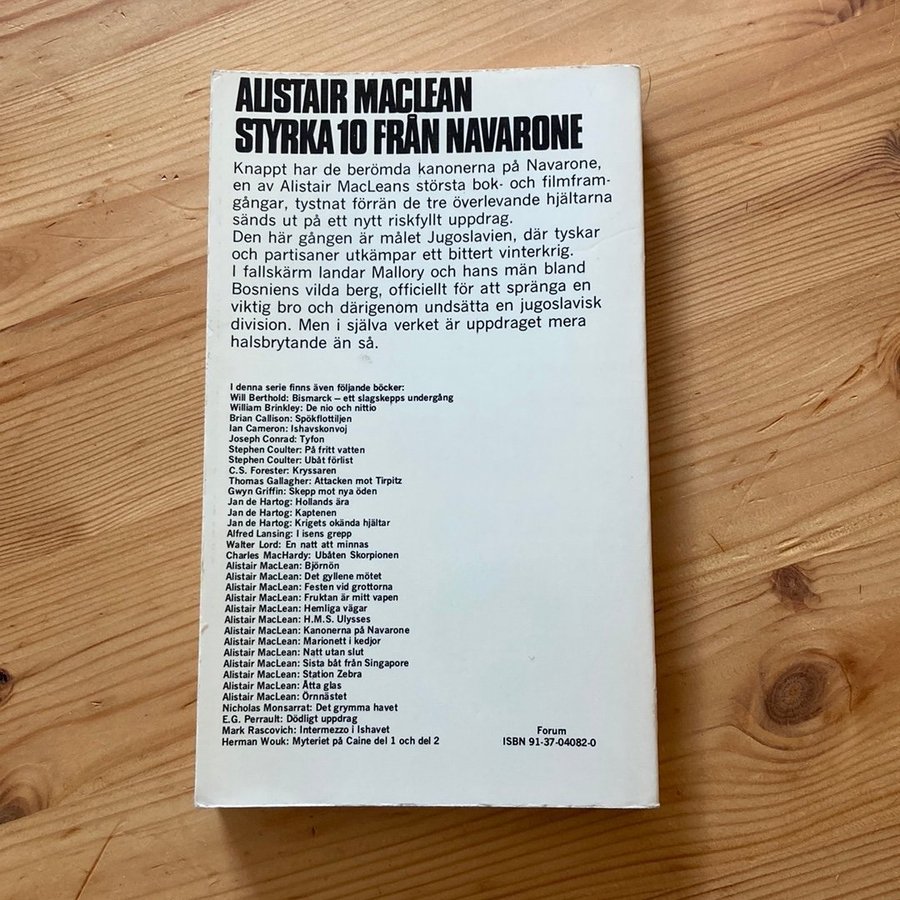 ALISTAIR MACLEAN
STYRKA 10 FRÅN NAVARONE
Knappt har de berömda kanonerna på Navarone,
en av Alistair MacLeans största bok- och filmfram-
gångar, tystnat förrän de tre överlevande hjältarna
sänds ut på ett nytt riskfyllt uppdrag.
Den här gången är målet Jugoslavien, där tyskar
och partisaner utkämpar ett bittert vinterkrig.
I fallskärm landar Mallory och hans män bland
Bosniens vilda berg, officiellt för att spränga en
viktig bro och därigenom undsätta en jugoslavisk
division. Men i själva verket är uppdraget mera
halsbrytande än så.
I denna serie finns även följande böcker:
Will Berthold: Bismarck – ett slagskepps undergång
William Brinkley: De nio och nittio
Brian Callison: Spökflottiljen
Ian Cameron: Ishavskonvoj
Joseph Conrad: Tyfon
Stephen Coulter: På fritt vatten
Stephen Coulter: Ubåt förlist
C.S. Forester: Kryssaren
Thomas Gallagher: Attacken mot Tirpitz
Gwyn Griffin: Skepp mot nya öden
Jan de Hartog: Hollands ära
Jan de Hartog: Kaptenen
Jan de Hartog: Krigets okända hjältar
Alfred Lansing: I isens grepp
Walter Lord: En natt att minnas
Charles MacHardy: Ubåten Skorpionen
Alistair MacLean: Björnön
Alistair MacLean: Det gyllene mötet
Alistair MacLean: Festen vid grottorna
Alistair MacLean: Fruktan är mitt vapen
Alistair MacLean: Hemliga vägar
Alistair MacLean: H.M.S. Ulysses
Alistair MacLean: Kanonerna på Navarone
Alistair MacLean: Marionett i kedjor
Alistair MacLean: Natt utan slut
Alistair MacLean: Sista båt från Singapore
Alistair MacLean: Station Zebra
Alistair MacLean: Åtta glas
Alistair MacLean: Örnnästet
Nicholas Monsarrat: Det grymma havet
E.G. Perrault: Dödligt uppdrag
Mark Rascovich: Intermezzo i Ishavet
Herman Wouk: Myteriet på Caine del 1 och del 2
Forum
ISBN 91-37-04082-0